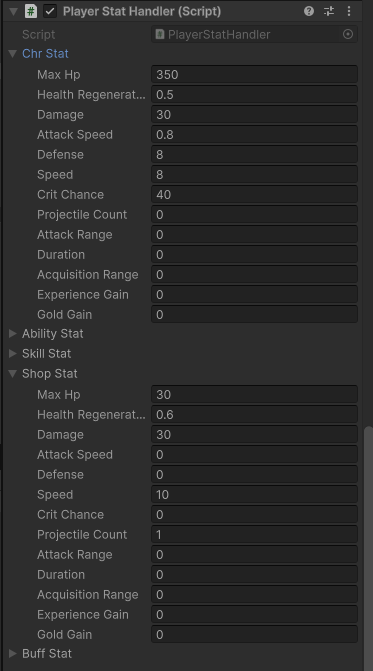 Player Stat Handler (Script)
Script PlayerStatHandler
Chr Stat
Max Hp 350
Health Regenerat... 0.5
Damage 30
Attack Speed 0.8
Defense 8
Speed 8
Crit Chance 40
Projectile Count 0
Attack Range 0
Duration 0
Acquisition Range 0
Experience Gain 0
Gold Gain 0
Ability Stat
Skill Stat
Shop Stat
Max Hp 30
Health Regenerat... 0.6
Damage 30
Attack Speed 0
Defense 0
Speed 10
Crit Chance 0
Projectile Count 1
Attack Range 0
Duration 0
Acquisition Range 0
Experience Gain 0
Gold Gain 0
Buff Stat